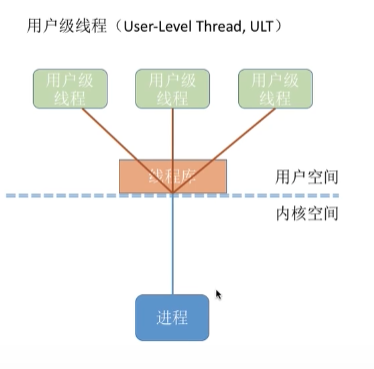 用户级线程（User-Level Thread, ULT）
用户级
线程
用户级
线程
用户级
线程
线程库
用户空间
内核空间
进程